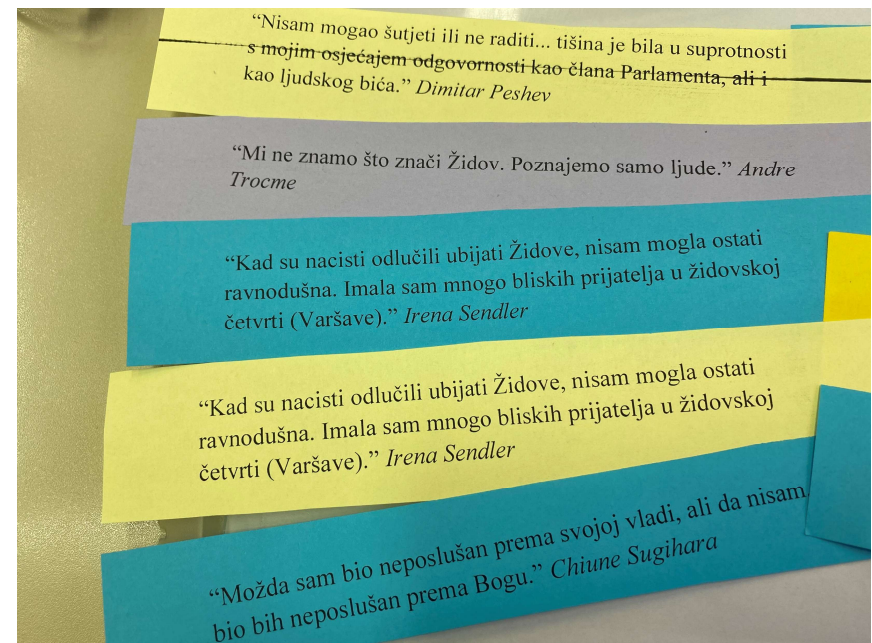 “Nisam mogao šutjeti ili ne raditi... tišina je bila u suprotnosti
s mojim osjećajem odgovornosti kao člana Parlamenta, ali i
kao ljudskog bića.” Dimitar Peshev
“Mi ne znamo što znači Židov. Poznajemo samo ljude.” Andre
Trocme
“Kad su nacisti odlučili ubijati Židove, nisam mogla ostati
ravnodušna. Imala sam mnogo bliskih prijatelja u židovskoj
četvrti (Varšave).” Irena Sendler
“Kad su nacisti odlučili ubijati Židove, nisam mogla ostati
ravnodušna. Imala sam mnogo bliskih prijatelja u židovskoj
četvrti (Varšave).” Irena Sendler
“Možda sam bio neposlušan prema svojoj vladi, ali da nisam
bio bih neposlušan prema Bogu.” Chiune Sugihara